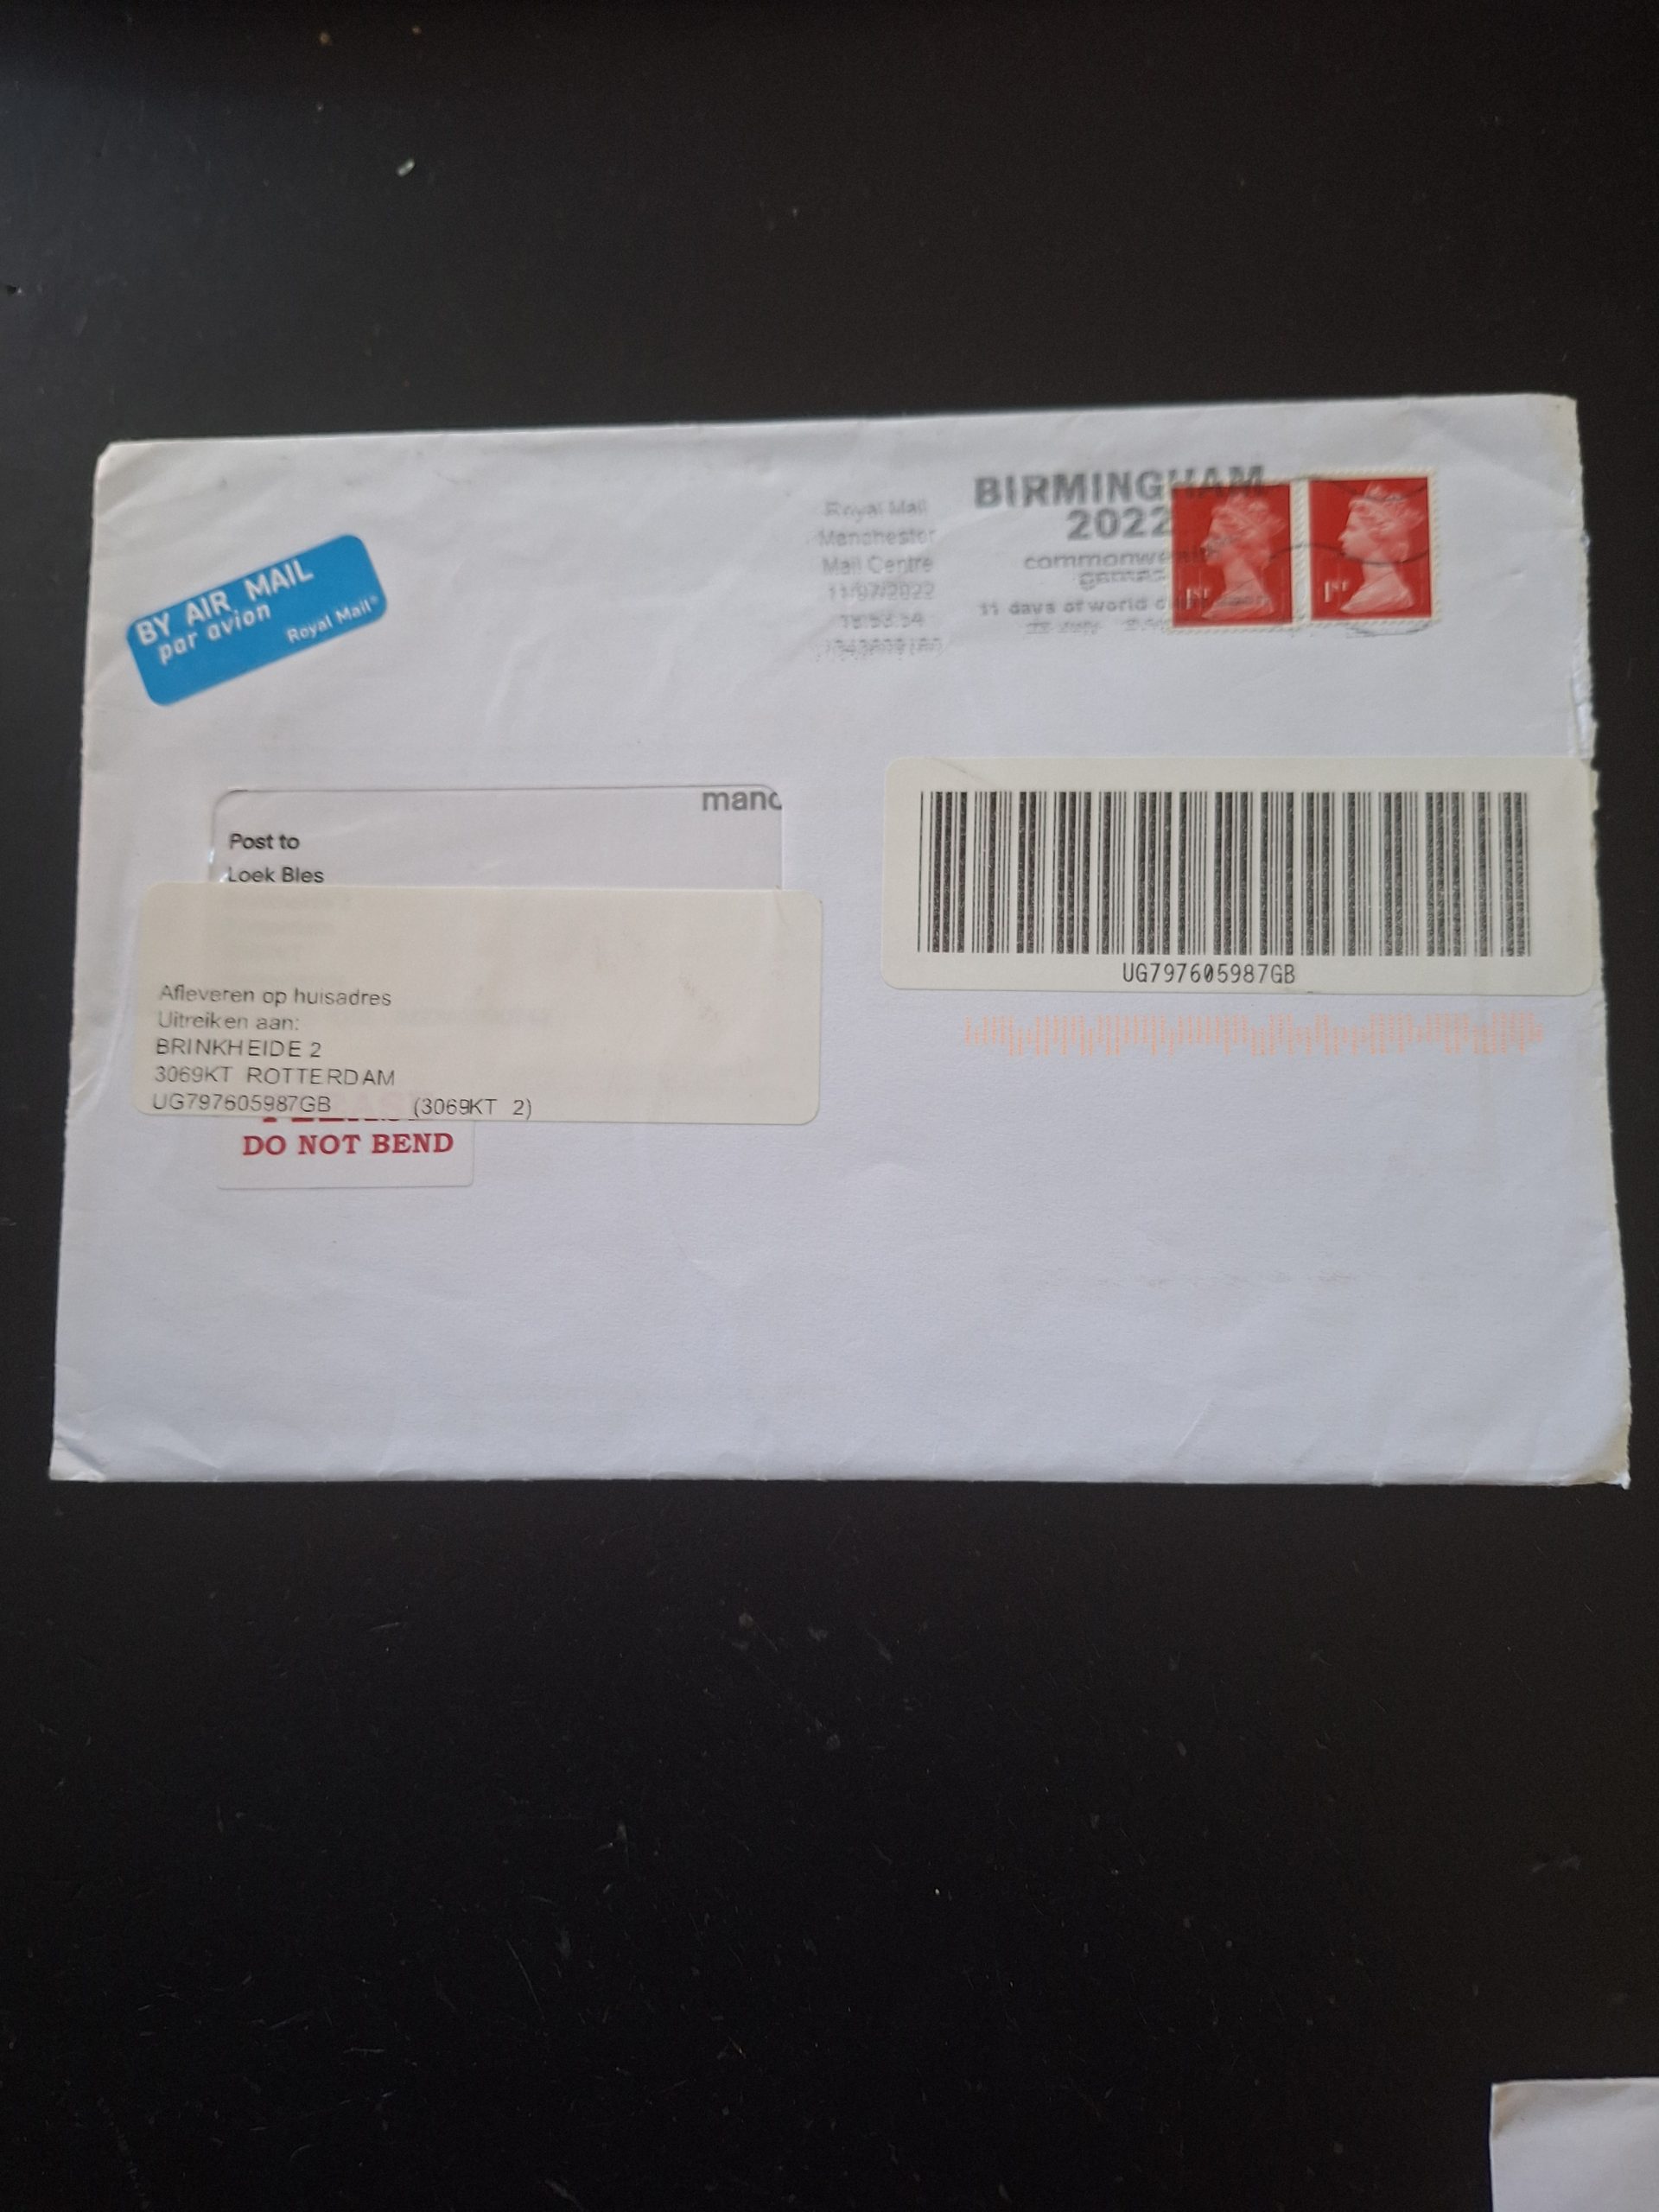 BY AIR MAIL
par avion
Royal Mail®
Royal Mail
Manchester
Mail Centre
11/07/2022
BIRMINGHAM
2022
games
11 days of world
1ST
1ST
manc
Post to
Loek Bles
Afleveren op huisadres
Uitreiken aan:
BRINKHEIDE 2
3069KT ROTTERDAM
UG797605987GB (3069KT 2)
DO NOT BEND
UG797605987GB